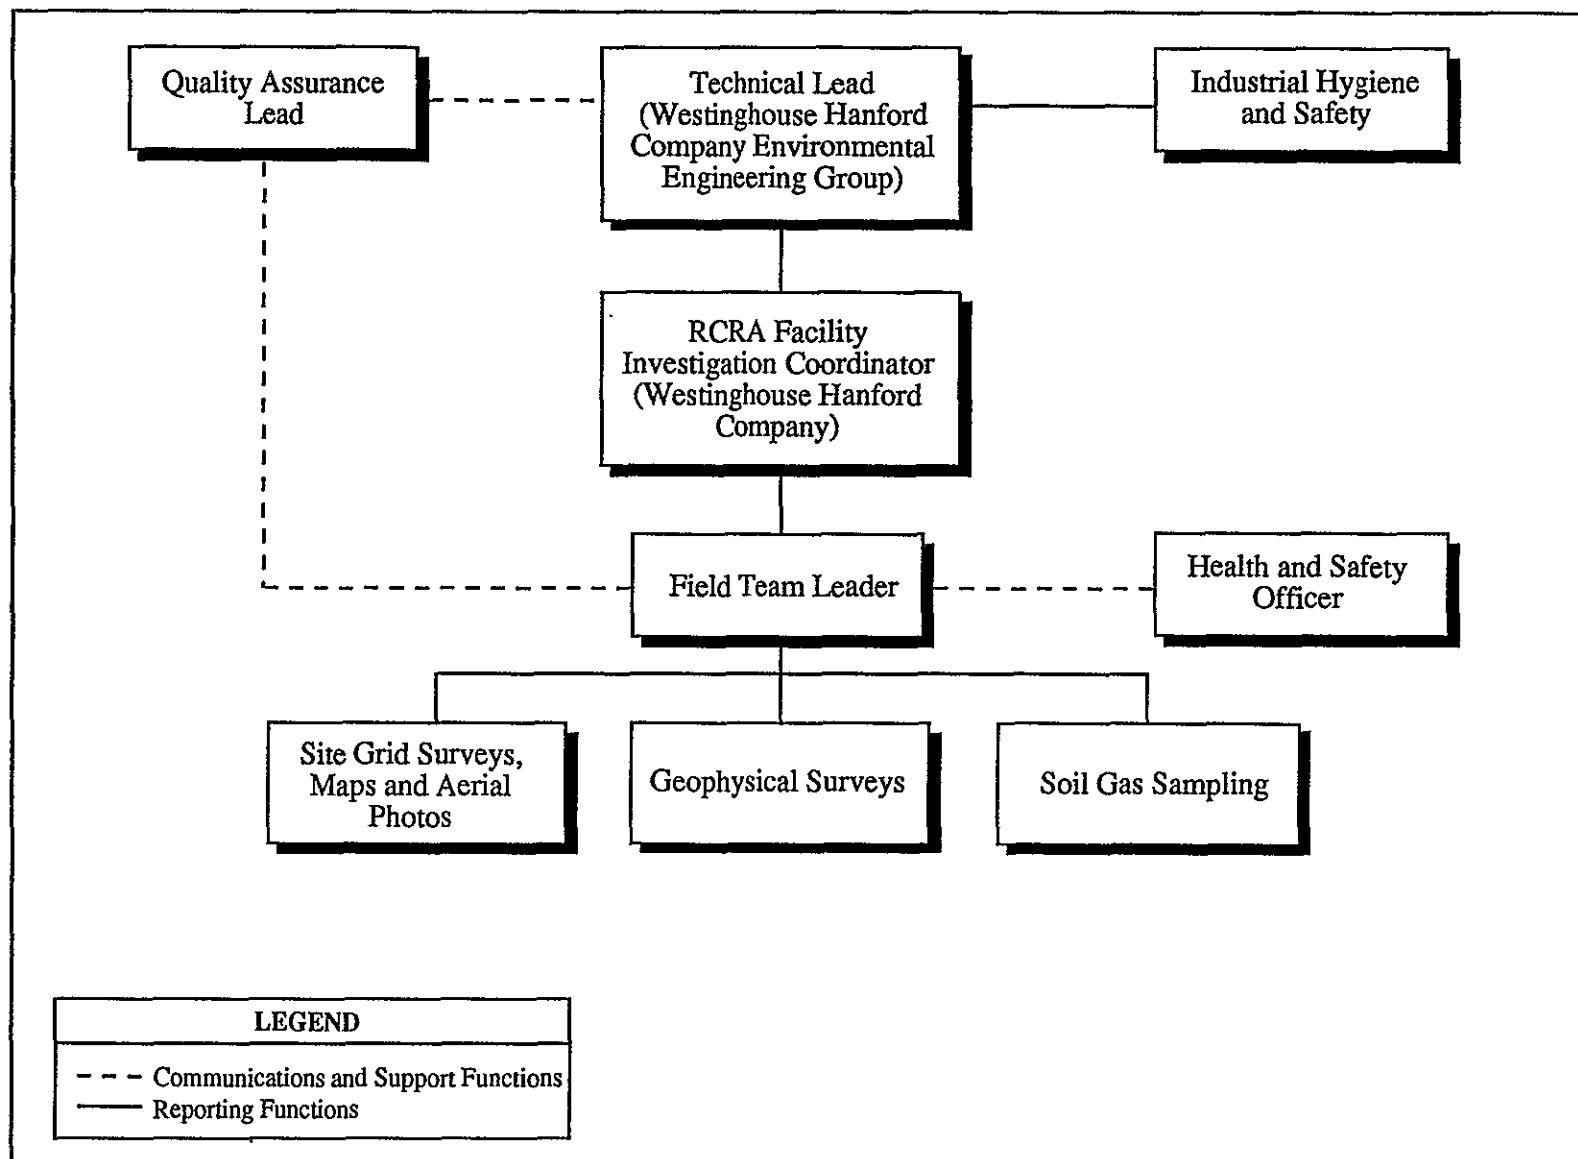 Quality Assurance
Lead
Technical Lead
(Westinghouse Hanford
Company Environmental
Engineering Group)
Industrial Hygiene
and Safety
RCRA Facility
Investigation Coordinator
(Westinghouse Hanford
Company)
Field Team Leader
Health and Safety
Officer
Site Grid Surveys,
Maps and Aerial
Photos
Geophysical Surveys
Soil Gas Sampling
LEGEND
Communications and Support Functions
Reporting Functions